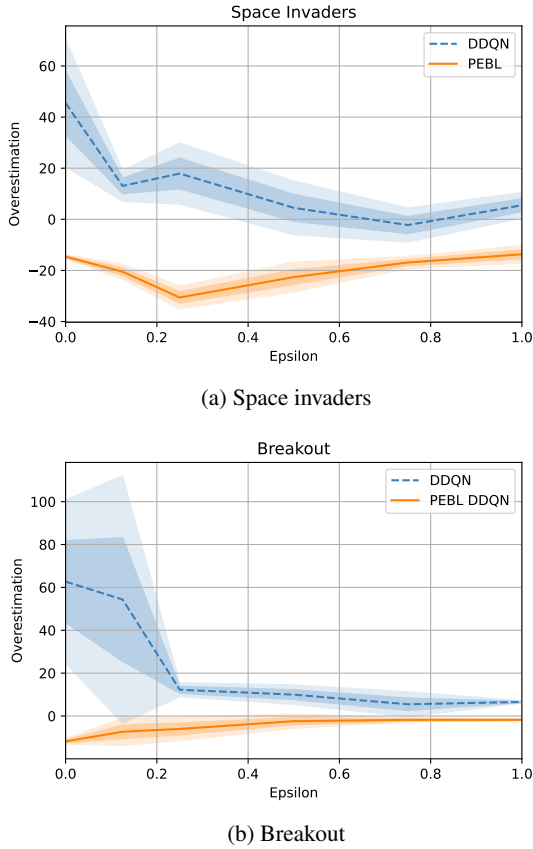 Space Invaders
DDQN
PEBL
Overestimation
60
40
20
0
−20
−40
0.0 0.2 0.4 0.6 0.8 1.0
Epsilon
(a) Space invaders
Breakout
DDQN
PEBL DDQN
Overestimation
100
80
60
40
20
0
0.0 0.2 0.4 0.6 0.8 1.0
Epsilon
(b) Breakout